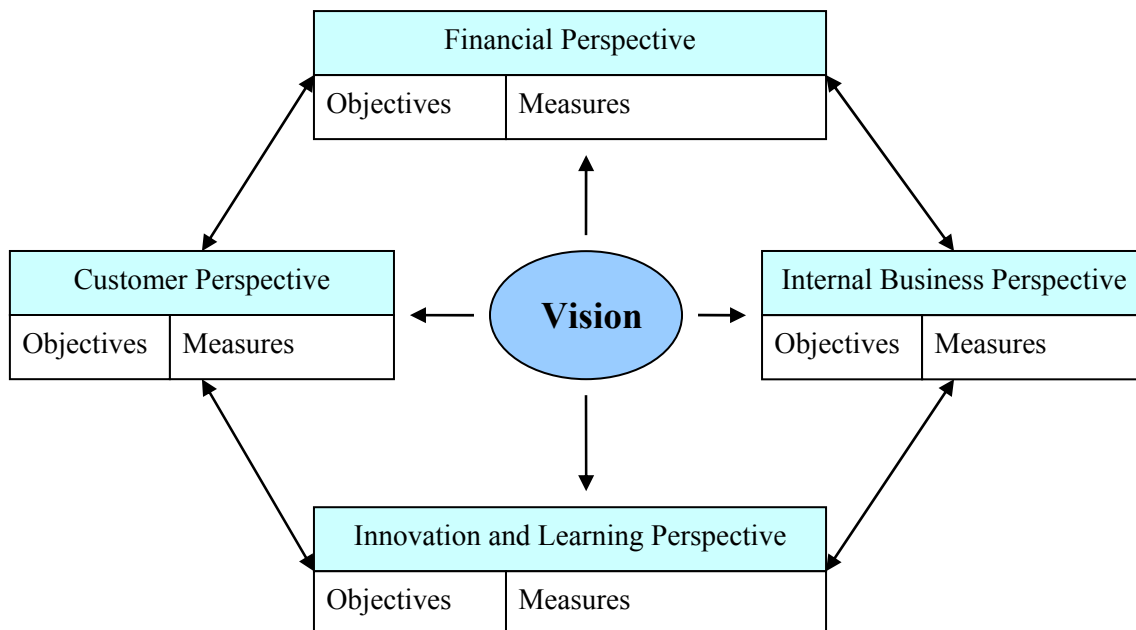 Financial Perspective
Objectives Measures
Customer Perspective
Objectives Measures
Vision
Internal Business Perspective
Objectives Measures
Innovation and Learning Perspective
Objectives Measures